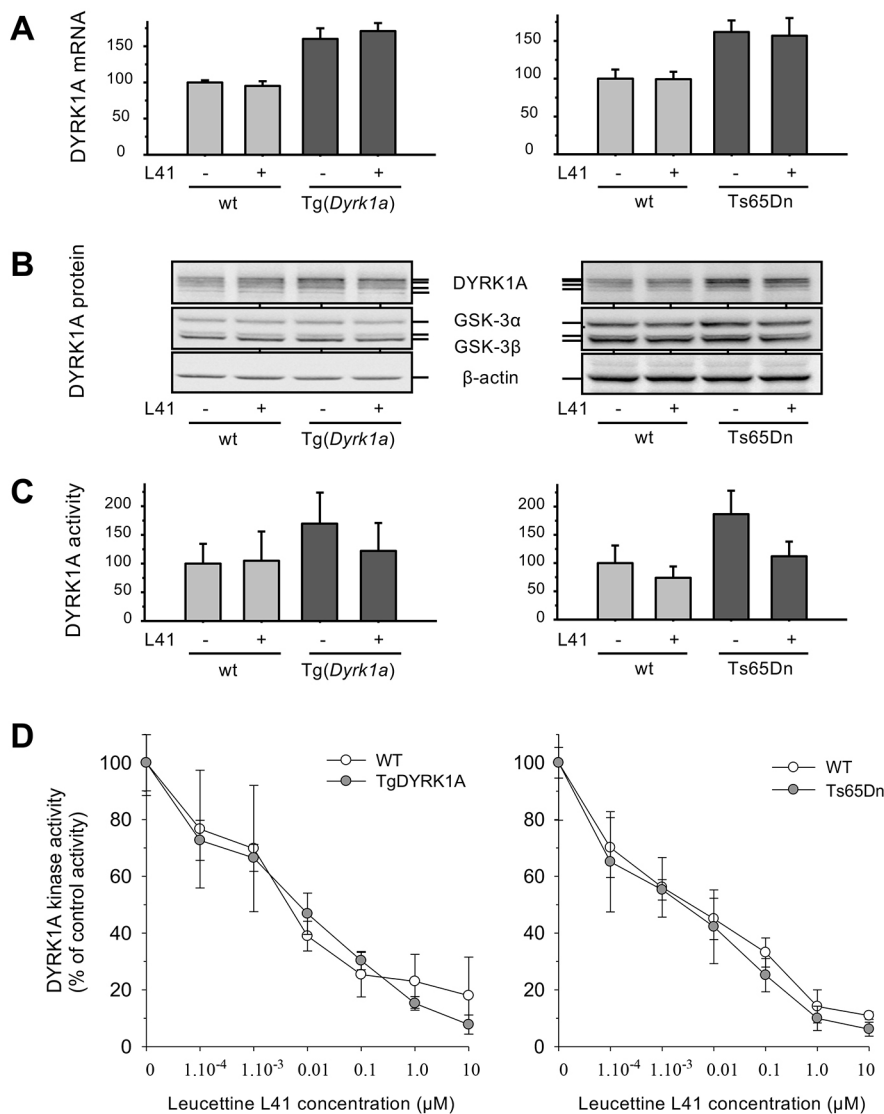 A
DYRK1A mRNA
150
100
50
0
L41 - + - +
wt Tg(Dyrk1a)
150
100
50
0
- + - +
wt Ts65Dn
B
DYRK1A protein
DYRK1A
GSK-3α
GSK-3β
β-actin
L41 - + - +
wt Tg(Dyrk1a)
L41 - + - +
wt Ts65Dn
C
DYRK1A activity
200
150
100
50
0
L41 - + - +
wt Tg(Dyrk1a)
200
150
100
50
0
L41 - + - +
wt Ts65Dn
D
DYRK1A kinase activity
(% of control activity)
100
80
60
40
20
0
WT
TgDYRK1A
0 1.10-4 1.10-3 0.01 0.1 1.0 10
Leucettine L41 concentration (µM)
100
80
60
40
20
0
WT
Ts65Dn
0 1.10-4 1.10-3 0.01 0.1 1.0 10
Leucettine L41 concentration (µM)